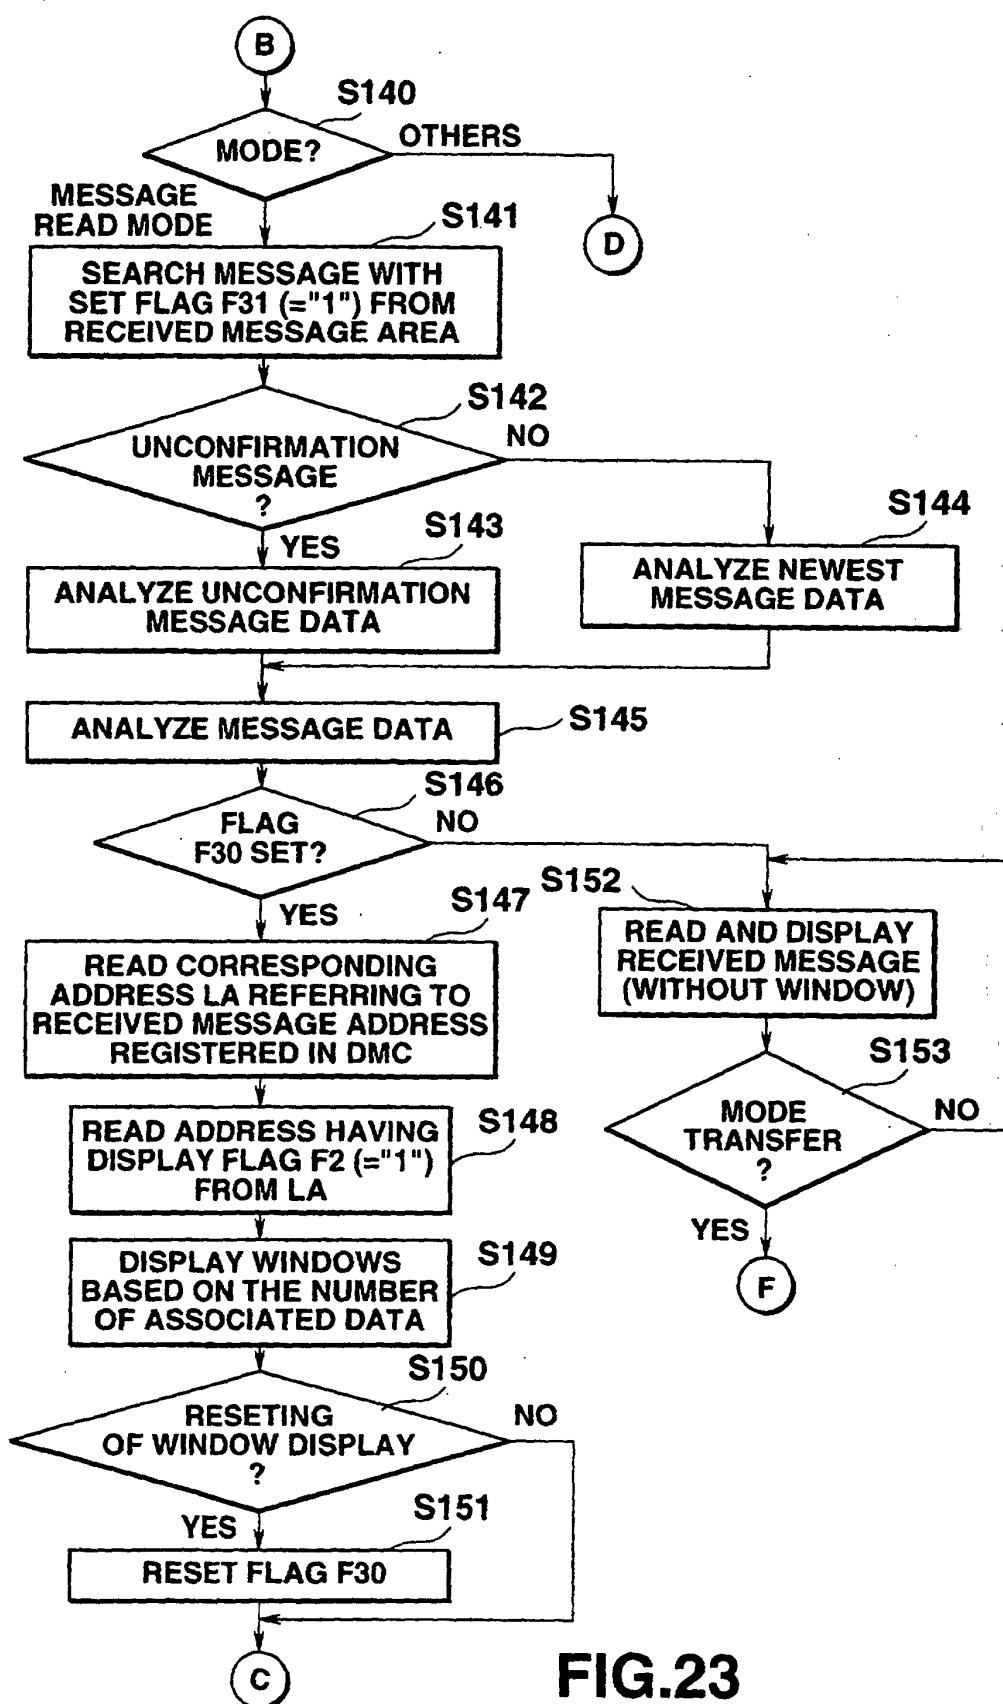 B
S140
MODE?
OTHERS
MESSAGE
READ MODE
D
S141
SEARCH MESSAGE WITH
SET FLAG F31 (="1") FROM
RECEIVED MESSAGE AREA
S142
UNCONFIRMATION
MESSAGE
?
NO
YES
S143
ANALYZE UNCONFIRMATION
MESSAGE DATA
S144
ANALYZE NEWEST
MESSAGE DATA
ANALYZE MESSAGE DATA
S145
S146
FLAG
F30 SET?
NO
YES
S147
READ CORRESPONDING
ADDRESS LA REFERRING TO
RECEIVED MESSAGE ADDRESS
REGISTERED IN DMC
S152
READ AND DISPLAY
RECEIVED MESSAGE
(WITHOUT WINDOW)
S153
MODE
TRANSFER
?
NO
YES
F
READ ADDRESS HAVING
DISPLAY FLAG F2 (="1")
FROM LA
S148
DISPLAY WINDOWS
BASED ON THE NUMBER
OF ASSOCIATED DATA
S149
S150
RESETING
OF WINDOW DISPLAY
?
NO
YES
S151
RESET FLAG F30
C
FIG.23